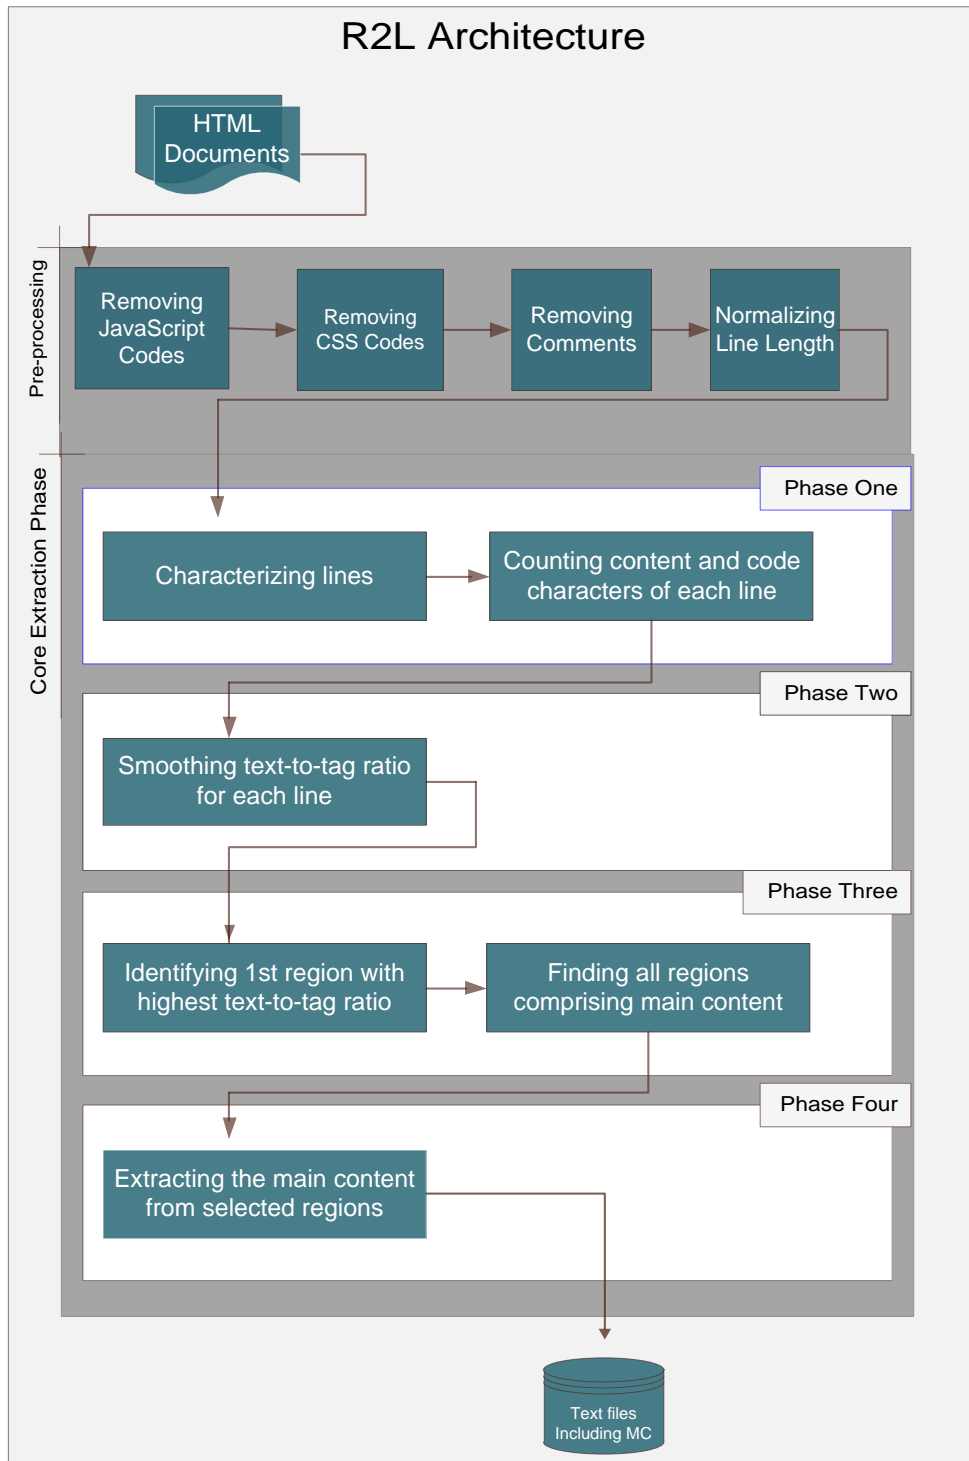 R2L Architecture
HTML
Documents
Pre-processing
Removing
JavaScript
Codes
Removing
CSS Codes
Removing
Comments
Normalizing
Line Length
Core Extraction Phase
Phase One
Characterizing lines
Counting content and code
characters of each line
Phase Two
Smoothing text-to-tag ratio
for each line
Phase Three
Identifying 1st region with
highest text-to-tag ratio
Finding all regions
comprising main content
Phase Four
Extracting the main content
from selected regions
Text files
Including MC